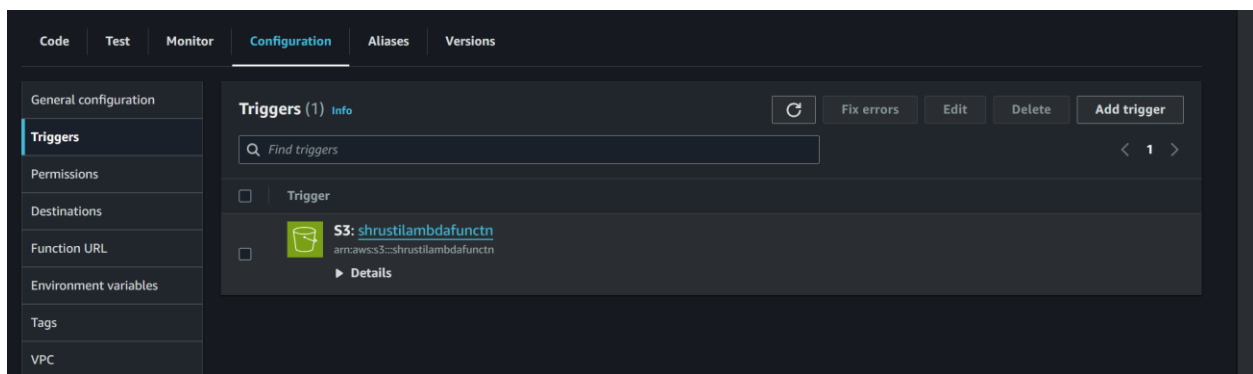 Code Test Monitor Configuration Aliases Versions
General configuration
Triggers
Permissions
Destinations
Function URL
Environment variables
Tags
VPC
Triggers (1) Info
Fix errors Edit Delete Add trigger
Find triggers
1
Trigger
S3: shrustilambdafunctn
arn:aws:s3:::shrustilambdafunctn
Details